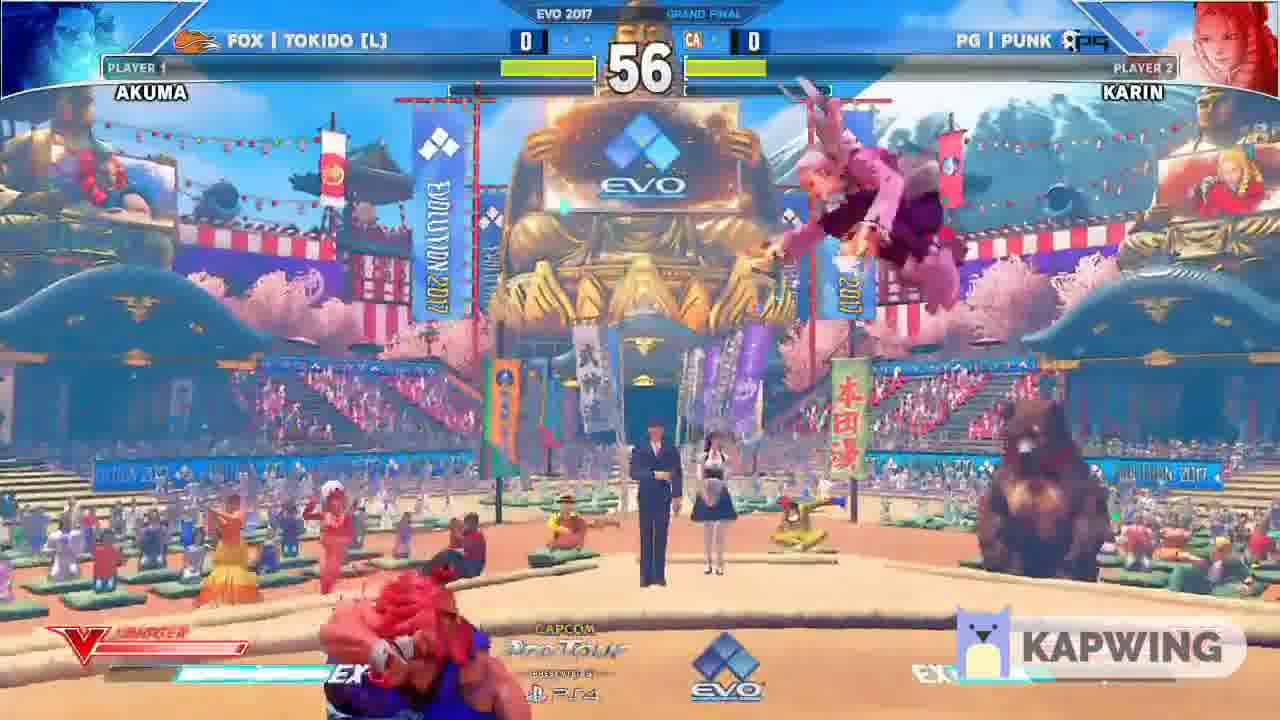 EVO 2017 GRAND FINAL
FOX | TOKIDO [L] 0 56 CA 0 PG | PUNK
PLAYER 1 PLAYER 2
AKUMA KARIN
EVO
EVOLUTION 2017
2017
本田湯
CAPCOM
PRO TOUR
PS4
EVO
EX
EX
KAPWING